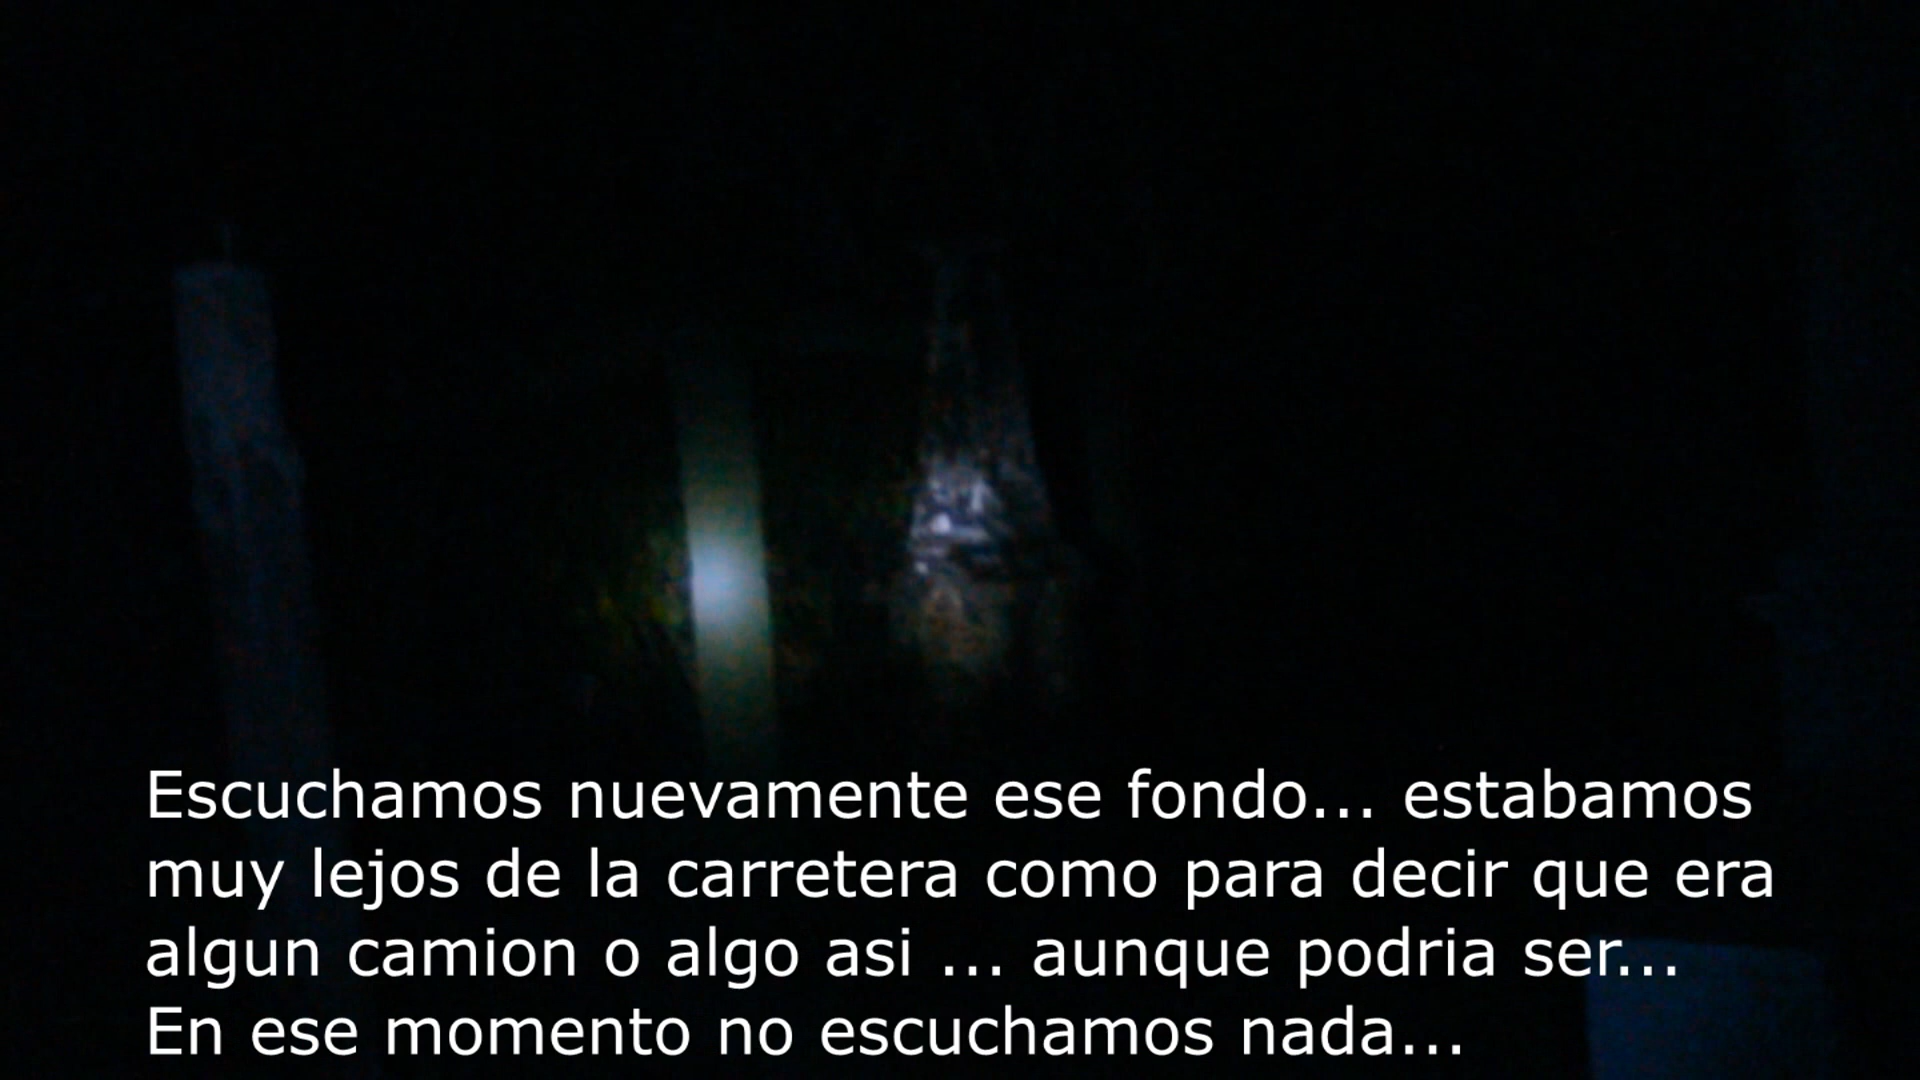 Escuchamos nuevamente ese fondo... estabamos
muy lejos de la carretera como para decir que era
algun camion o algo asi ... aunque podria ser...
En ese momento no escuchamos nada...